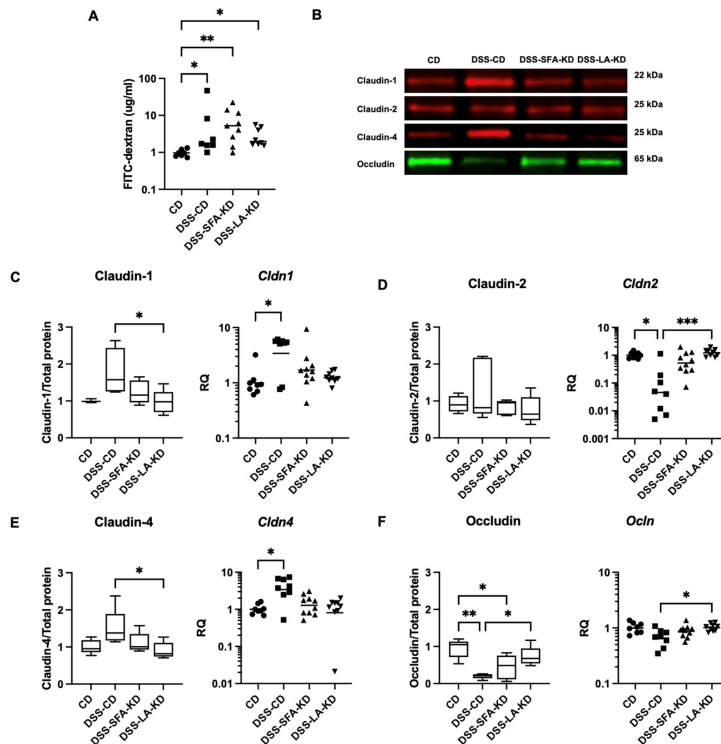 A
B
*
**
*
FITC-dextran (ug/ml)
100
10
1
0.1
CD
DSS-CD
DSS-SFA-KD
DSS-LA-KD
CD DSS-CD DSS-SFA-KD DSS-LA-KD
Claudin-1 22 kDa
Claudin-2 25 kDa
Claudin-4 25 kDa
Occludin 65 kDa
C Claudin-1 Cldn1
*
Claudin-1/Total protein
3
2
1
0
CD
DSS-CD
DSS-SFA-KD
DSS-LA-KD
*
RQ
10
1
0.1
CD
DSS-CD
DSS-SFA-KD
DSS-LA-KD
D Claudin-2 Cldn2
Claudin-2/Total protein
3
2
1
0
CD
DSS-CD
DSS-SFA-KD
DSS-LA-KD
* ***
RQ
10
1
0.1
0.01
0.001
CD
DSS-CD
DSS-SFA-KD
DSS-LA-KD
E Claudin-4 Cldn4
*
Claudin-4/Total protein
3
2
1
0
CD
DSS-CD
DSS-SFA-KD
DSS-LA-KD
*
RQ
100
10
1
0.1
0.01
CD
DSS-CD
DSS-SFA-KD
DSS-LA-KD
F Occludin Ocln
*
** *
Occludin/Total protein
2
1
0
CD
DSS-CD
DSS-SFA-KD
DSS-LA-KD
*
RQ
10
1
0.1
CD
DSS-CD
DSS-SFA-KD
DSS-LA-KD